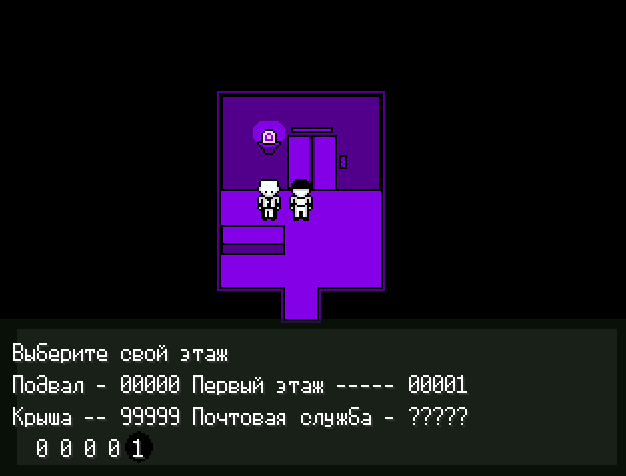 Выберите свой этаж
Подвал - 00000 Первый этаж ----- 00001
Крыша -- 99999 Почтовая служба - ?????
0 0 0 0 1